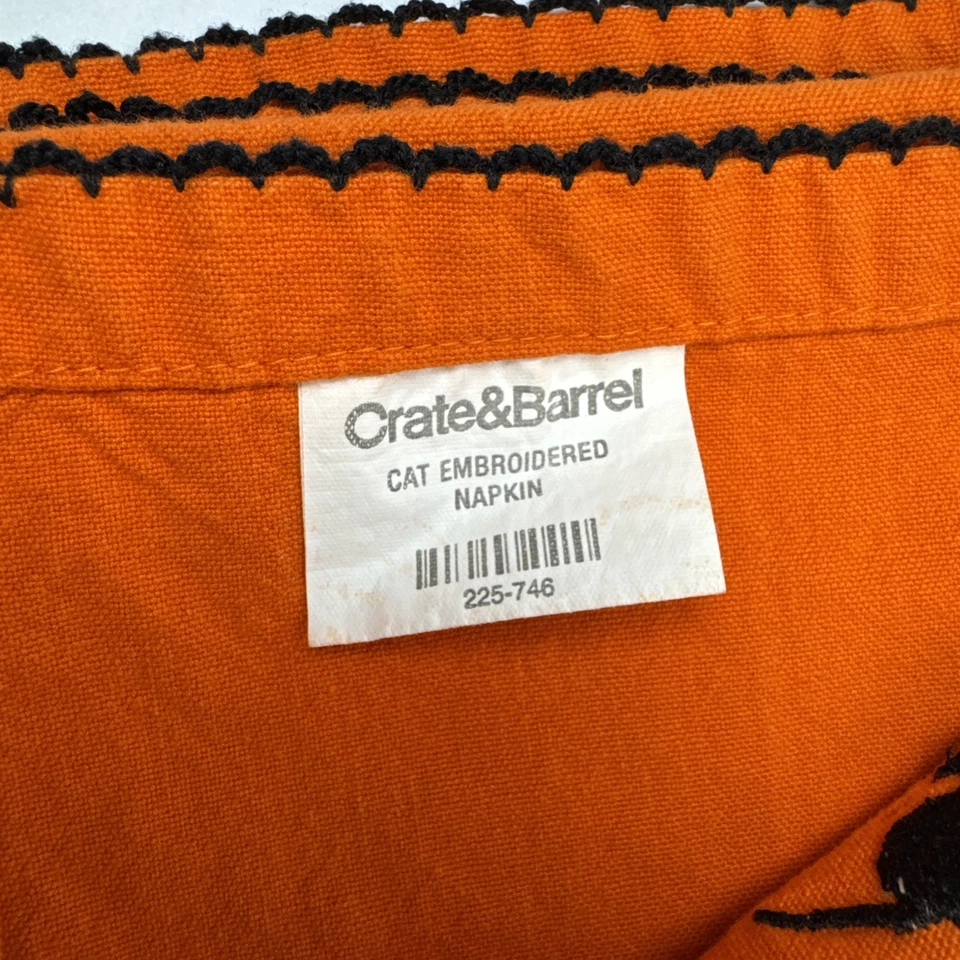 Crate&Barrel
CAT EMBROIDERED
NAPKIN
225-746